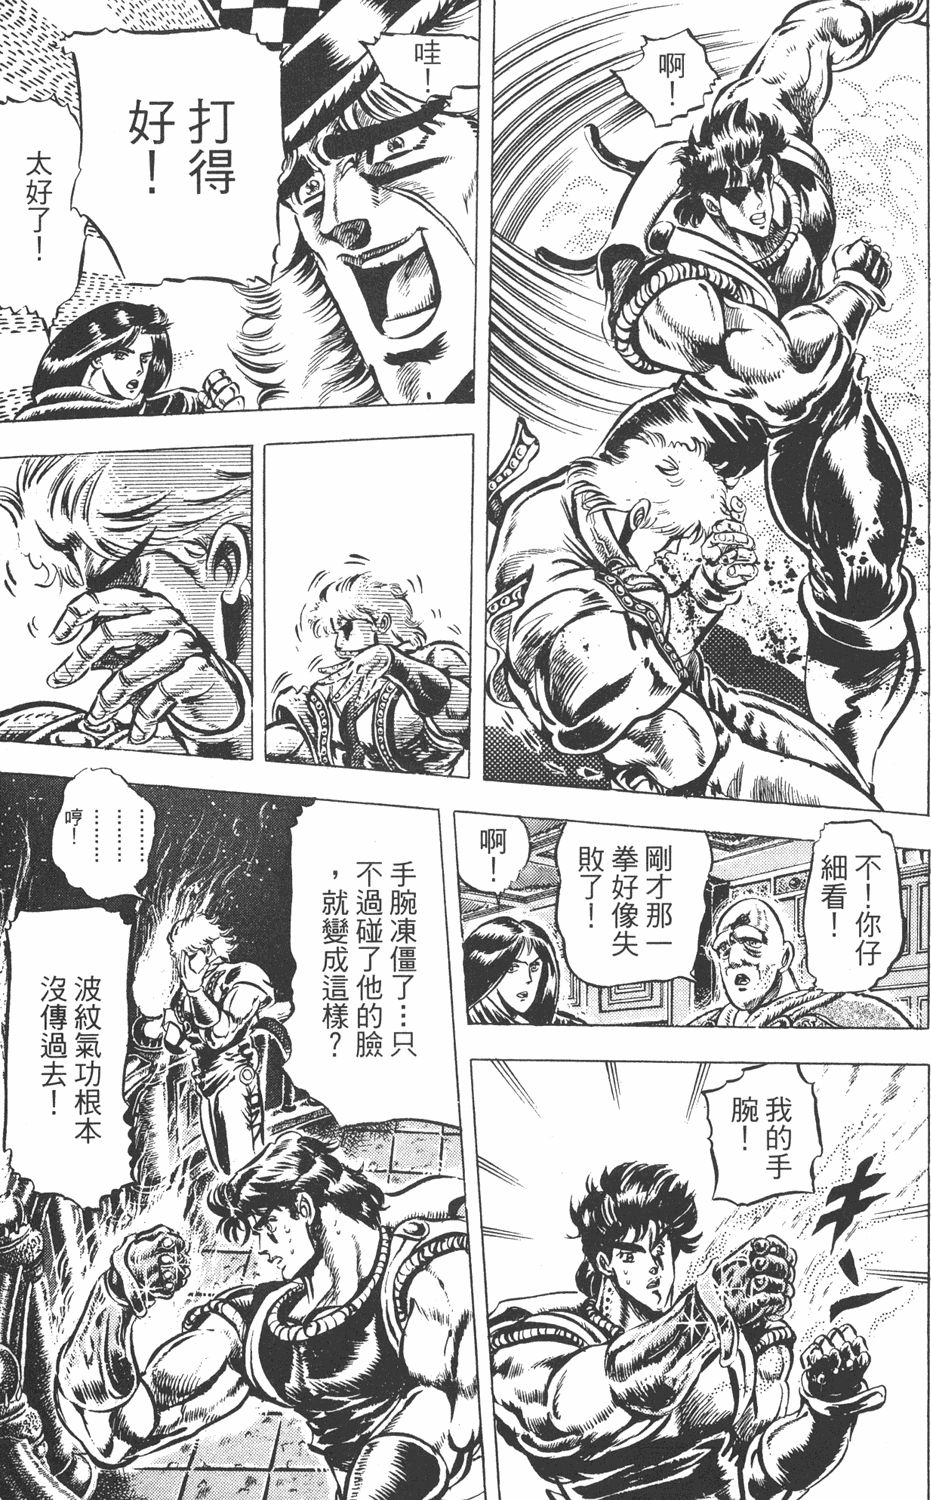 啊！
哇！
打得
好！
太好了！
不！你仔
細看！
剛才那一
拳好像失
敗了！
啊！
我的手
腕！
キー
手腕凍僵了…只
不過碰了他的臉
，就變成這樣？
………
………
………
哼！
波紋氣功根本
沒傳過去！